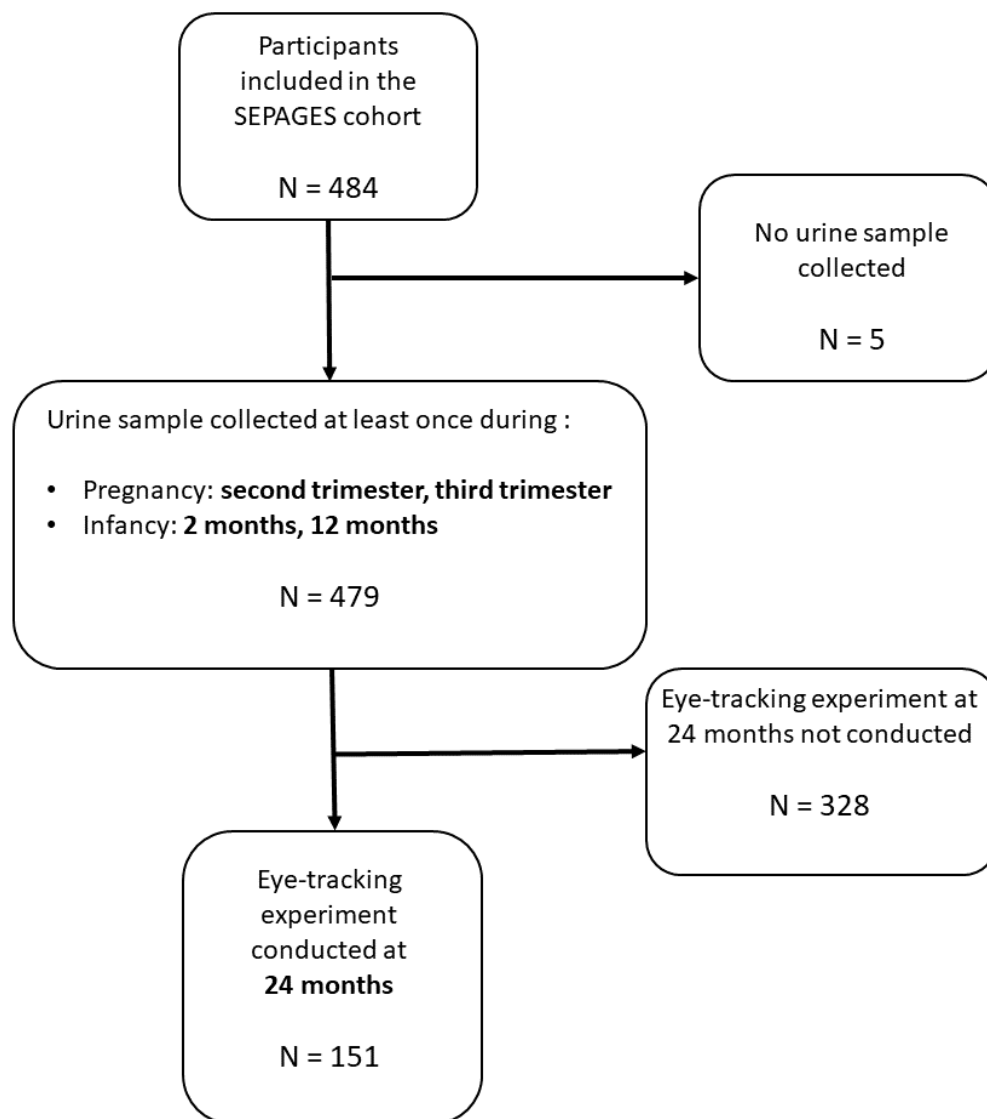 Participants
included in the
SEPAGES cohort
N = 484
No urine sample
collected
N = 5
Urine sample collected at least once during :
• Pregnancy: second trimester, third trimester
• Infancy: 2 months, 12 months
N = 479
Eye-tracking experiment at
24 months not conducted
N = 328
Eye-tracking
experiment
conducted at
24 months
N = 151